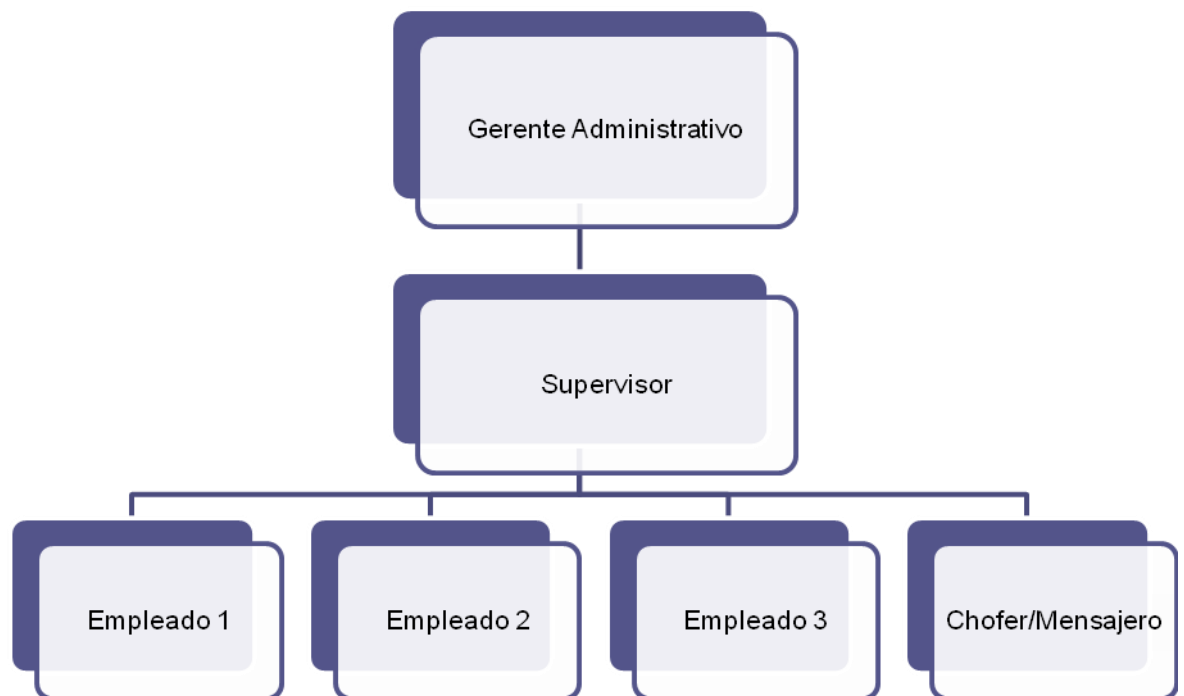 Gerente Administrativo
Supervisor
Empleado 1
Empleado 2
Empleado 3
Chofer/Mensajero